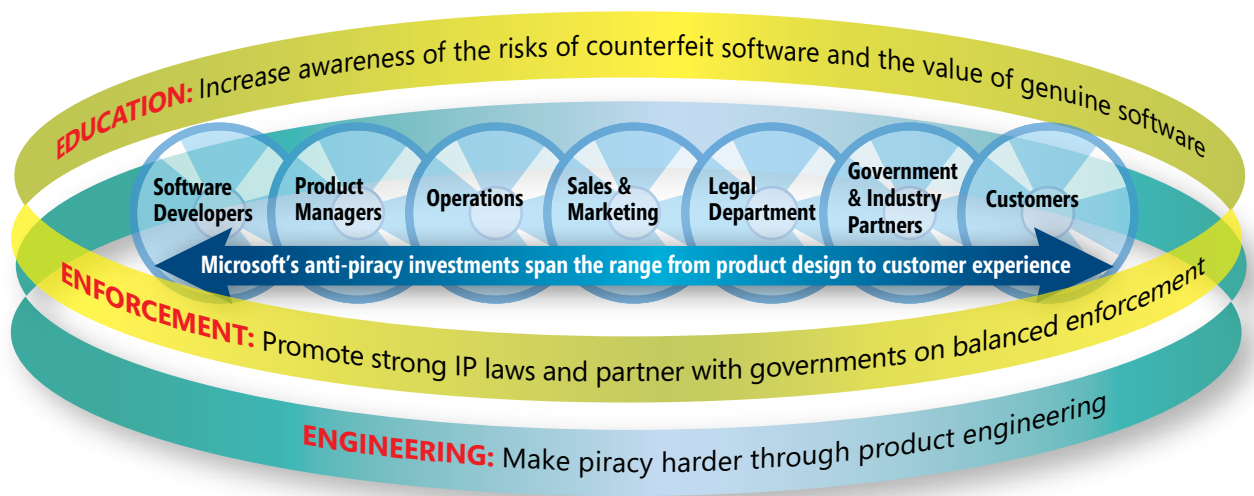 EDUCATION: Increase awareness of the risks of counterfeit software and the value of genuine software
Software
Developers
Product
Managers
Operations
Sales &
Marketing
Legal
Department
Government
& Industry
Partners
Customers
Microsoft's anti-piracy investments span the range from product design to customer experience
ENFORCEMENT: Promote strong IP laws and partner with governments on balanced enforcement
ENGINEERING: Make piracy harder through product engineering